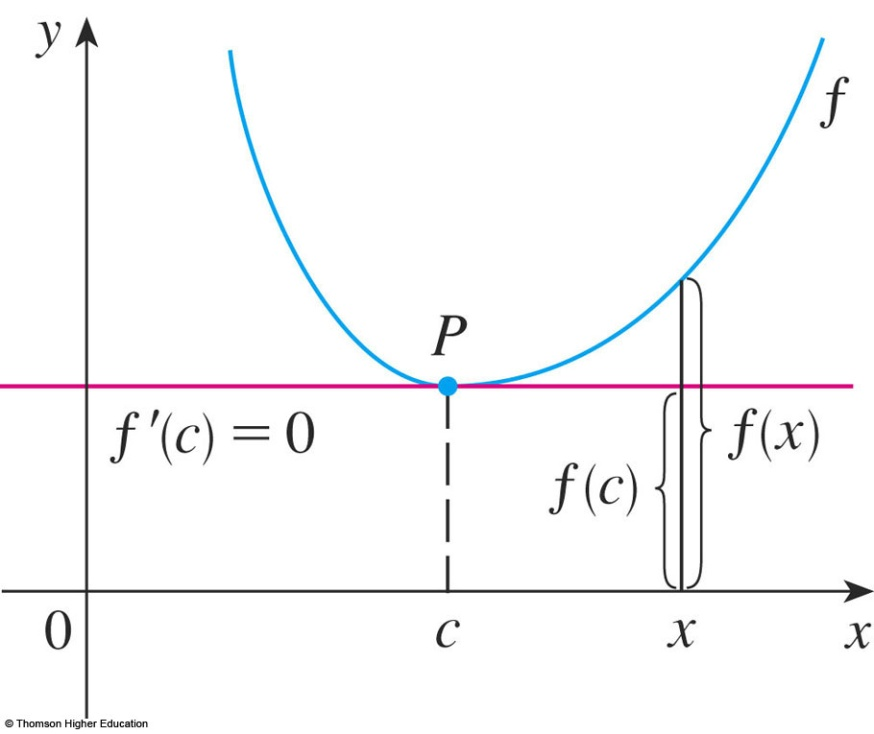 y
f
P
f ′(c) = 0
f(x)
f(c)
0
c
x
x
© Thomson Higher Education